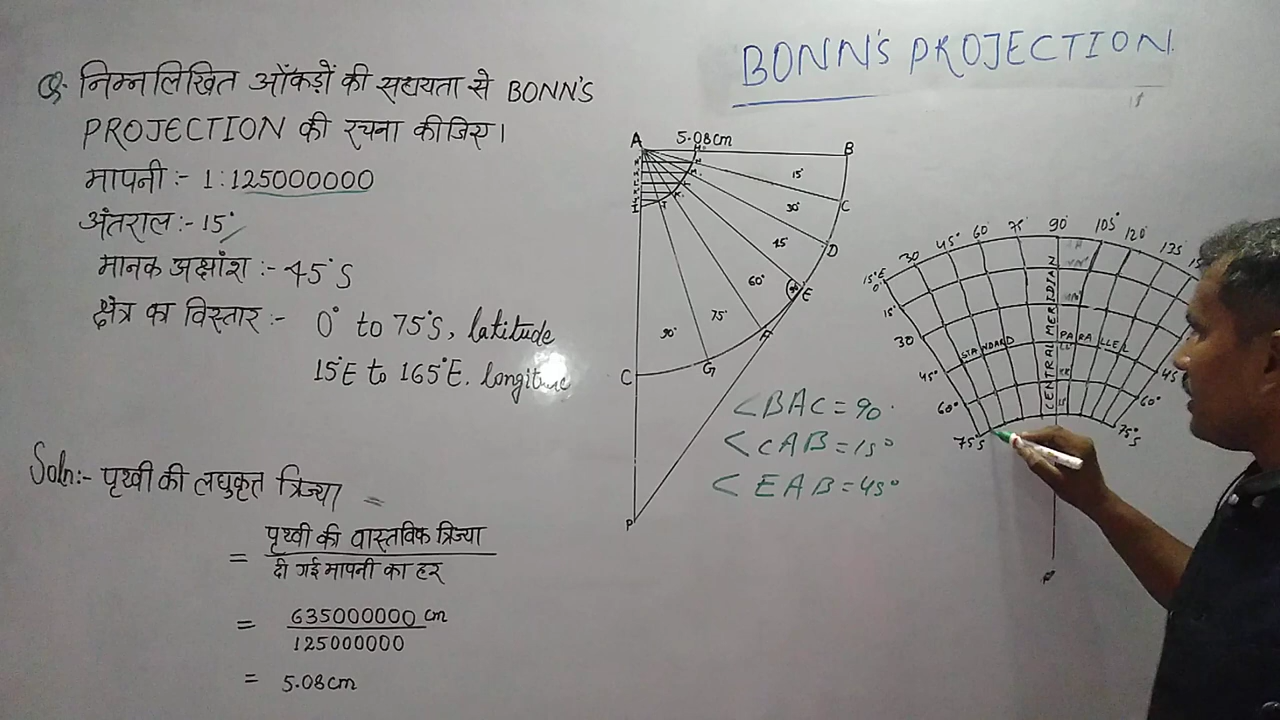 BONN's PROJECTION
Q. निम्नलिखित आँकड़ों की सहायता से BONN'S
PROJECTION की रचना कीजिए।
मापनी :- 1:125000000
अंतराल:- 15°
मानक अक्षांश :- 45°S
क्षेत्र का विस्तार :- 0° to 75°S, latitude
15°E to 165°E. longitude
Soln:- पृथ्वी की लघुकृत त्रिज्या =
= पृथ्वी की वास्तविक त्रिज्या
दी गई मापनी का हर
= 635000000 cm
125000000
= 5.08cm
A 5.08cm B
15°
C
30°
D
45
E
60°
F
75°
G
90°
C
P
<BAC = 90°
<CAB = 15°
<EAB = 45°
15°E 30 45° 60° 75° 90° 105° 120° 135
0°
15°
30
45°
60°
75°S
STANDARD PARALLEL
CENTRAL MERIDIAN
45
60°
75°S
P